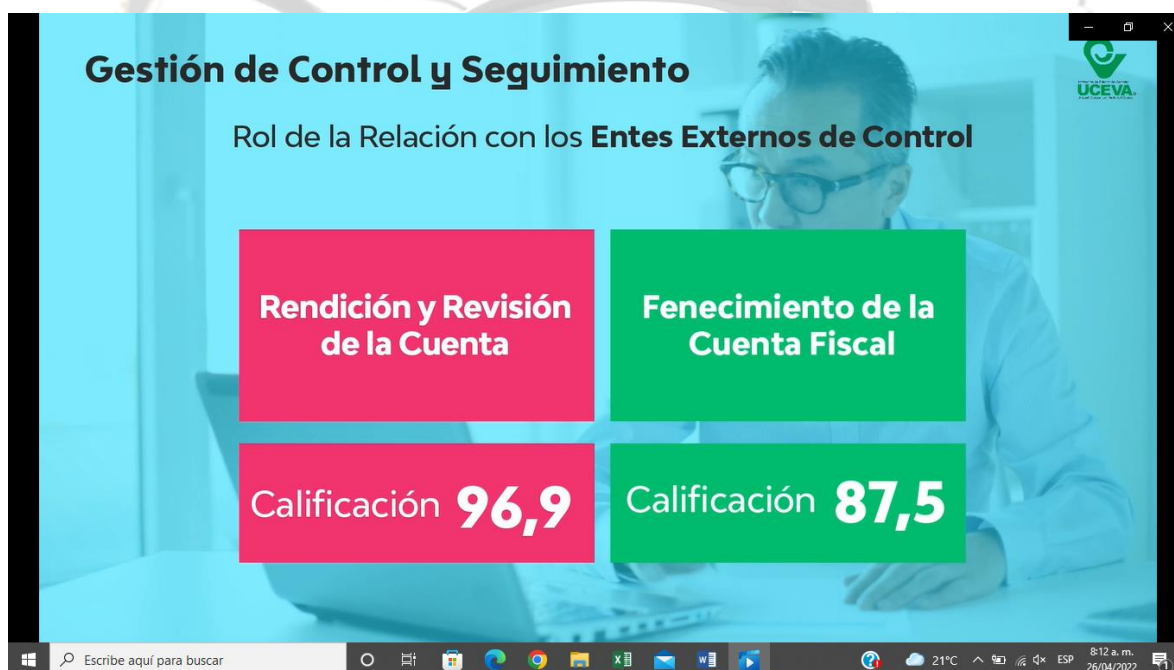 Gestión de Control y Seguimiento
UCEVA.
Rol de la Relación con los Entes Externos de Control
Rendición y Revisión
de la Cuenta
Fenecimiento de la
Cuenta Fiscal
Calificación 96,9
Calificación 87,5
Escribe aquí para buscar
21°C
ESP
8:12 a. m.
26/04/2022